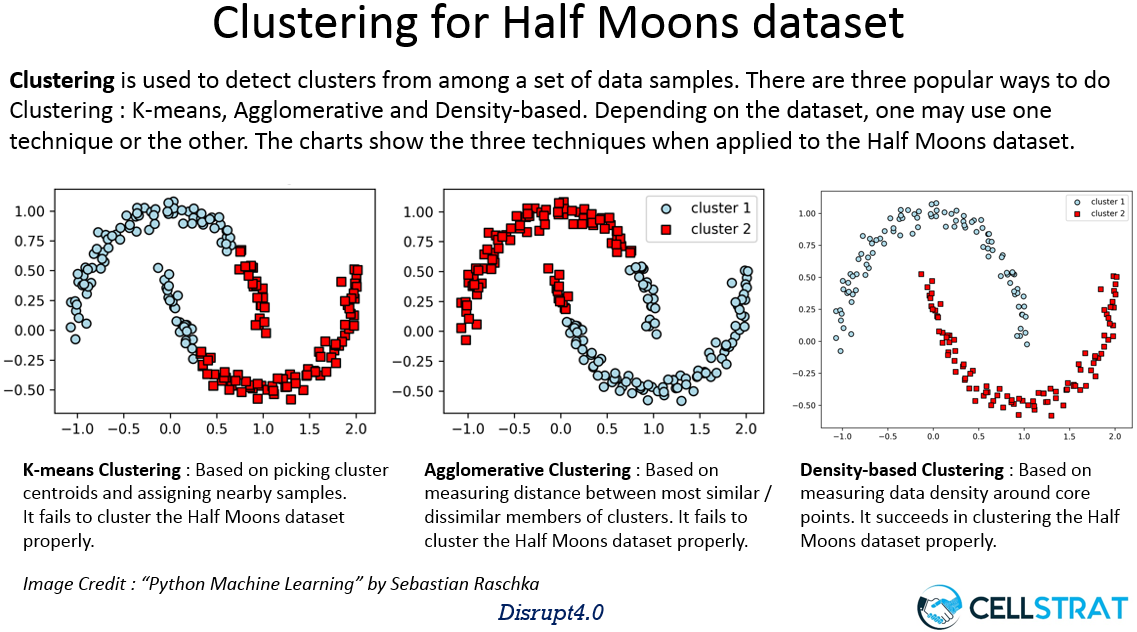 Clustering for Half Moons dataset
Clustering is used to detect clusters from among a set of data samples. There are three popular ways to do
Clustering : K-means, Agglomerative and Density-based. Depending on the dataset, one may use one
technique or the other. The charts show the three techniques when applied to the Half Moons dataset.
1.00
0.75
0.50
0.25
0.00
−0.25
−0.50
−1.0 −0.5 0.0 0.5 1.0 1.5 2.0
cluster 1
cluster 2
1.00
0.75
0.50
0.25
0.00
−0.25
−0.50
−1.0 −0.5 0.0 0.5 1.0 1.5 2.0
cluster 1
cluster 2
1.00
0.75
0.50
0.25
0.00
−0.25
−0.50
−1.0 −0.5 0.0 0.5 1.0 1.5 2.0
K-means Clustering : Based on picking cluster
centroids and assigning nearby samples.
It fails to cluster the Half Moons dataset
properly.
Agglomerative Clustering : Based on
measuring distance between most similar /
dissimilar members of clusters. It fails to
cluster the Half Moons dataset properly.
Density-based Clustering : Based on
measuring data density around core
points. It succeeds in clustering the Half
Moons dataset properly.
Image Credit : “Python Machine Learning” by Sebastian Raschka
Disrupt4.0
CELLSTRAT